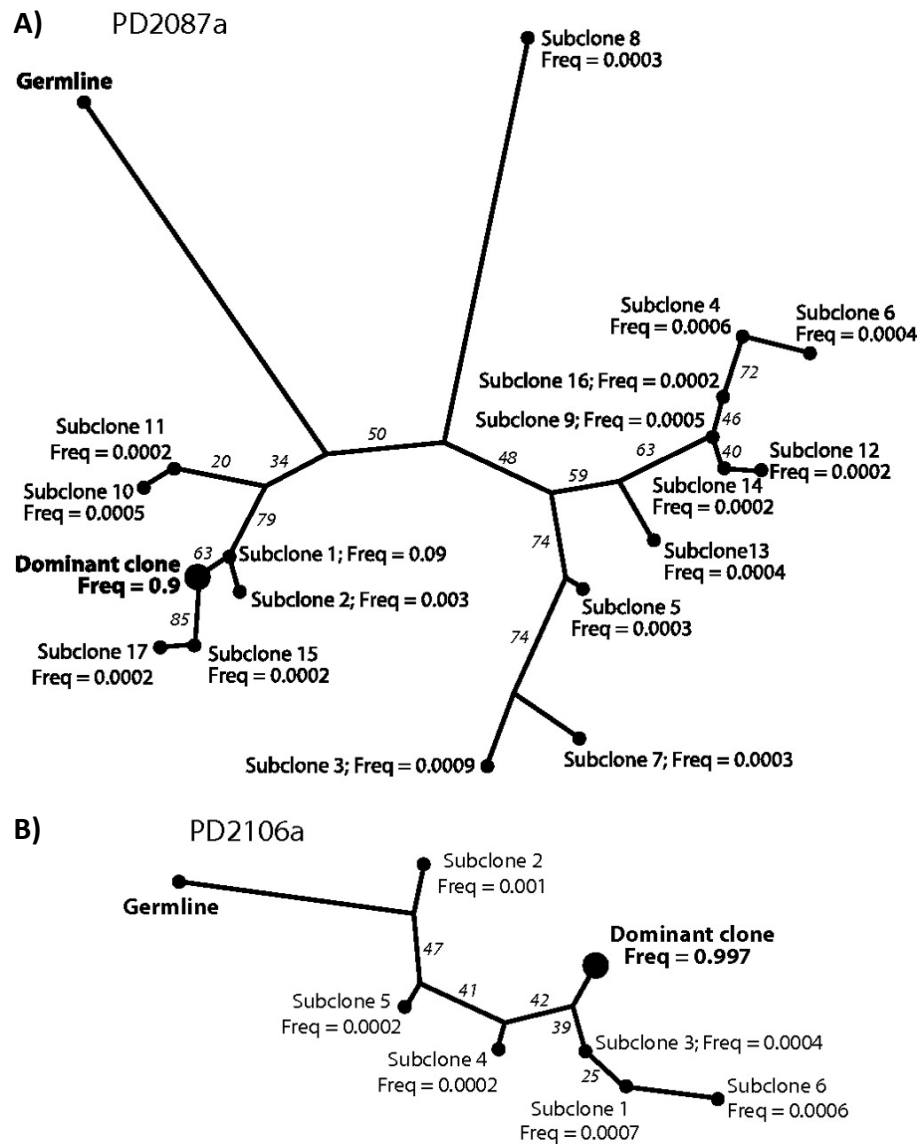 A)
PD2087a
Germline
Subclone 8
Freq = 0.0003
Subclone 4
Freq = 0.0006
Subclone 6
Freq = 0.0004
72
Subclone 16; Freq = 0.0002
Subclone 9; Freq = 0.0005
46
50
Subclone 11
Freq = 0.0002
20
34
48
59
63
40
Subclone 12
Freq = 0.0002
Subclone 10
Freq = 0.0005
Subclone 14
Freq = 0.0002
79
74
Subclone13
Freq = 0.0004
63
Subclone 1; Freq = 0.09
Dominant clone
Freq = 0.9
Subclone 2; Freq = 0.003
Subclone 5
Freq = 0.0003
85
74
Subclone 17
Freq = 0.0002
Subclone 15
Freq = 0.0002
Subclone 3; Freq = 0.0009
Subclone 7; Freq = 0.0003
B)
PD2106a
Germline
Subclone 2
Freq = 0.001
47
Dominant clone
Freq = 0.997
41
42
Subclone 5
Freq = 0.0002
39
Subclone 3; Freq = 0.0004
Subclone 4
Freq = 0.0002
25
Subclone 1
Freq = 0.0007
Subclone 6
Freq = 0.0006